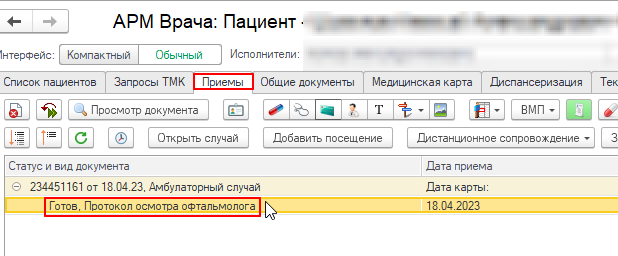 АРМ Врача: Пациент -
Интерфейс: Компактный Обычный Исполнители:
Список пациентов Запросы ТМК Приемы Общие документы Медицинская карта Диспансеризация Тек
Просмотр документа T ВМП
Открыть случай Добавить посещение Дистанционное сопровождение З
Статус и вид документа Дата приема
234451161 от 18.04.23, Амбулаторный случай Дата карты:
Готов, Протокол осмотра офтальмолога 18.04.2023